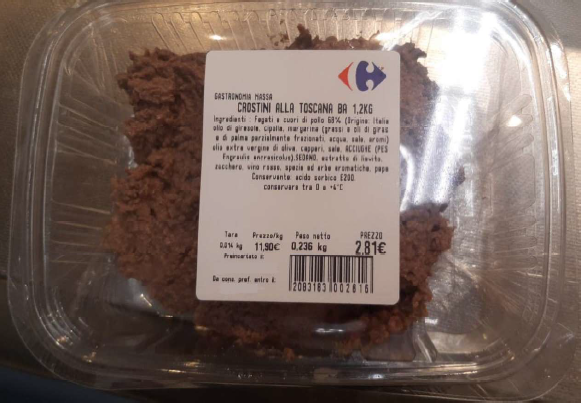 GASTRONOMIA MASSA
CROSTINI ALLA TOSCANA BA 1,2KG
Ingredienti : Fegati e cuori di pollo 68% (Origine: Italia
olio di girasole, cipolla, margarina (grassi e oli di giras
e di palma parzialmente frazionati, acqua, sale, aromi)
olio extra vergine di oliva, capperi, sale, ACCIUGHE (PES
Engraulis encrasicolus),SEDANO, estratto di lievito,
zucchero, vino rosso, spezie ed erbe aromatiche, pepe
Conservante: acido sorbico E200.
conservare tra 0 a +4°C
Tara Prezzo/kg Peso netto PREZZO
0,014 kg 11,90€ 0,236 kg 2.81€
Preincartato il:
Da cons. pref. entro il:
2083183002816